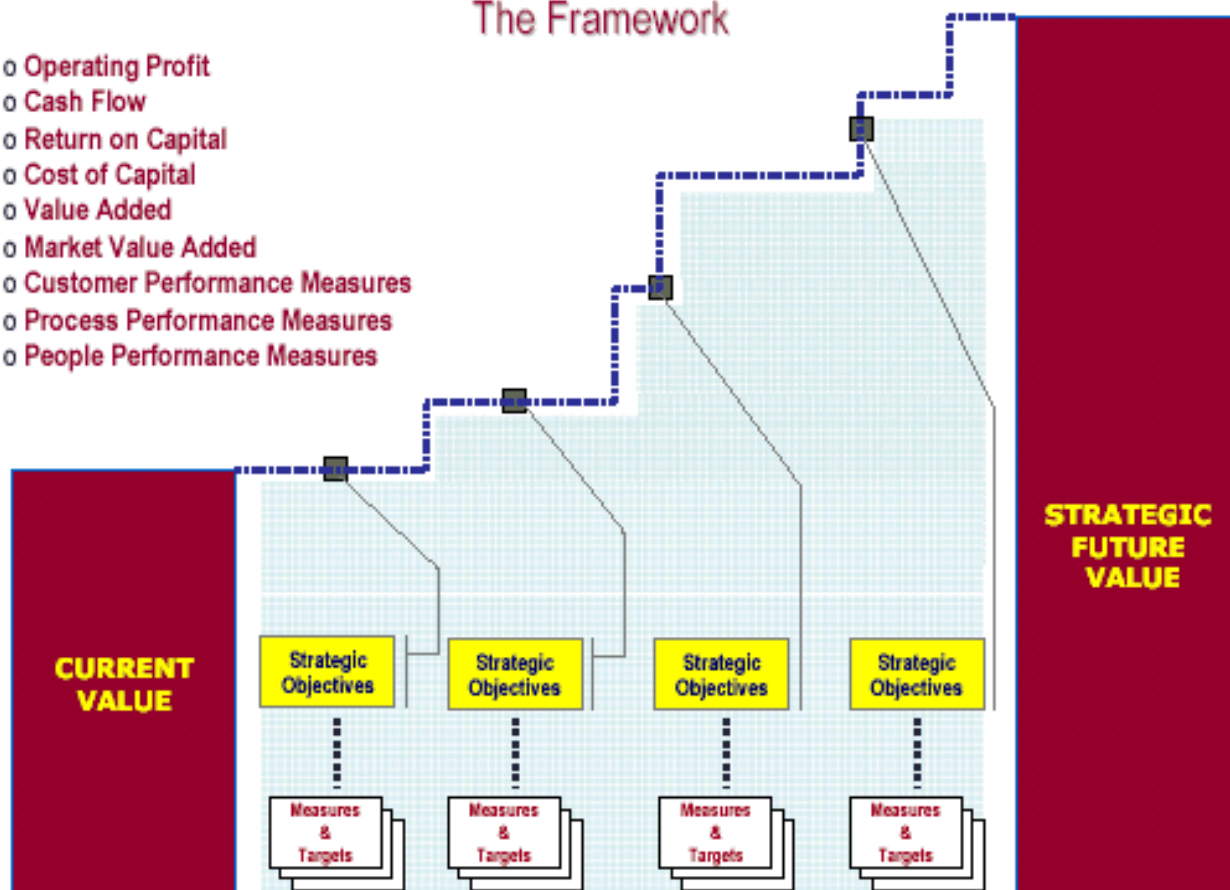 The Framework
o Operating Profit
o Cash Flow
o Return on Capital
o Cost of Capital
o Value Added
o Market Value Added
o Customer Performance Measures
o Process Performance Measures
o People Performance Measures
STRATEGIC
FUTURE
VALUE
CURRENT
VALUE
Strategic
Objectives
Strategic
Objectives
Strategic
Objectives
Strategic
Objectives
Measures
&
Targets
Measures
&
Targets
Measures
&
Targets
Measures
&
Targets